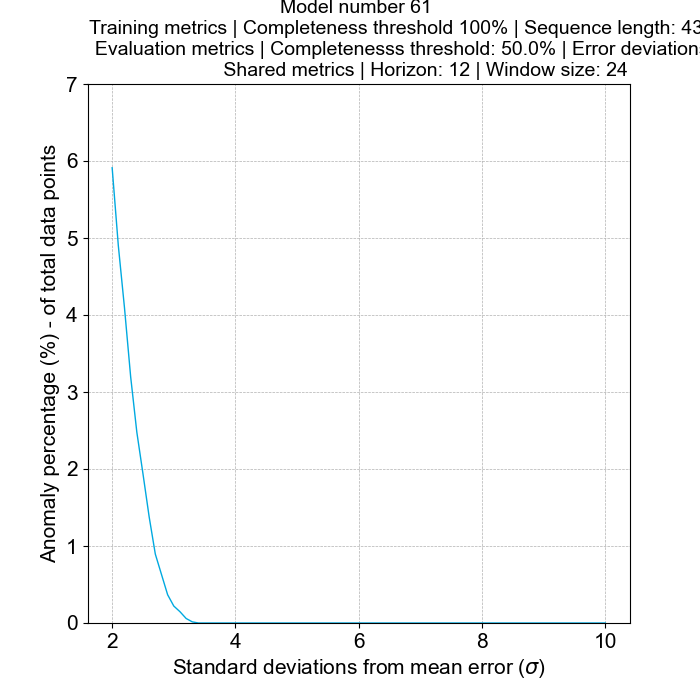 Model number 61
Training metrics | Completeness threshold 100% | Sequence length: 43
Evaluation metrics | Completenesss threshold: 50.0% | Error deviation
Shared metrics | Horizon: 12 | Window size: 24
7
6
5
4
3
2
1
0
Anomaly percentage (%) - of total data points
2 4 6 8 10
Standard deviations from mean error (σ)